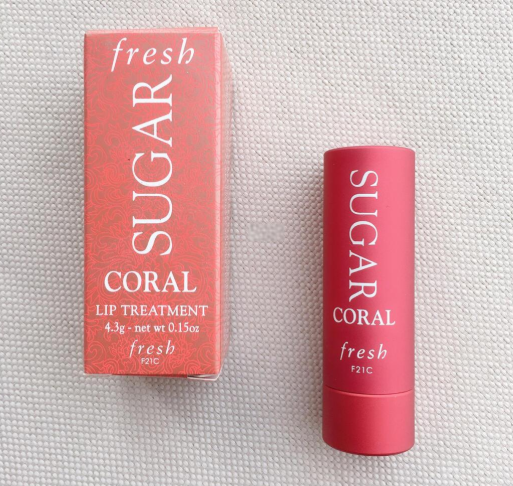 fresh
SUGAR
CORAL
LIP TREATMENT
4.3g - net wt 0.15oz
fresh
F21C
SUGAR
CORAL
fresh
F21C